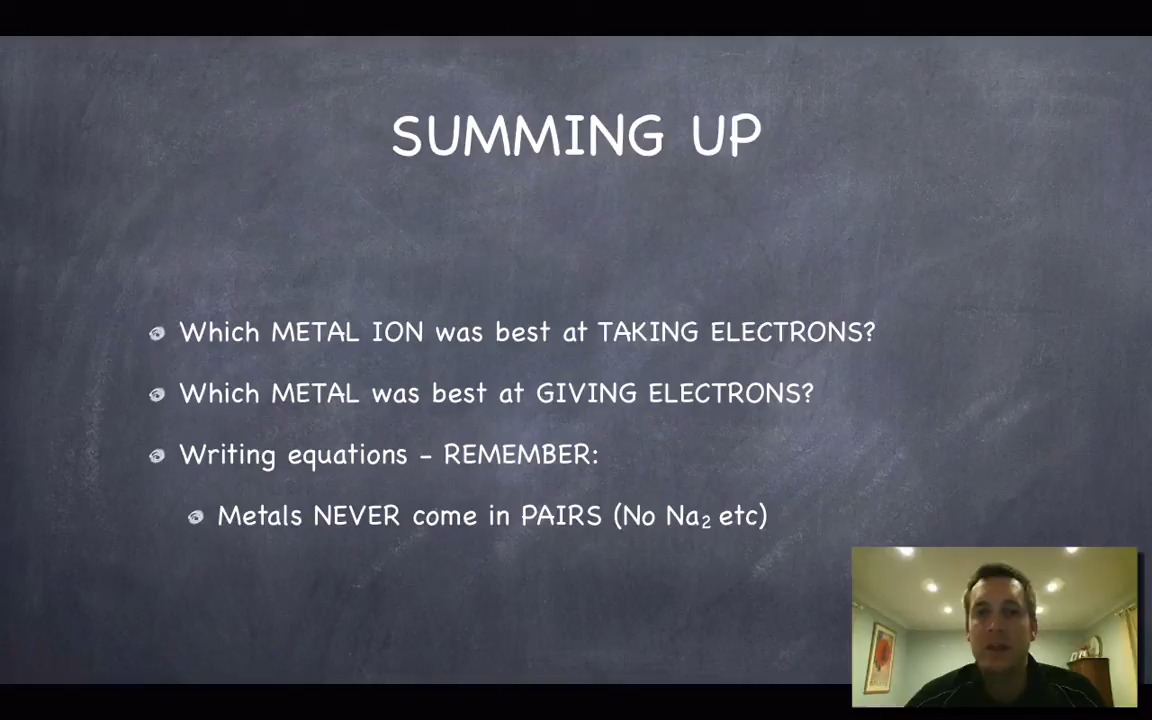 SUMMING UP
Which METAL ION was best at TAKING ELECTRONS?
Which METAL was best at GIVING ELECTRONS?
Writing equations - REMEMBER:
Metals NEVER come in PAIRS (No Na₂ etc)